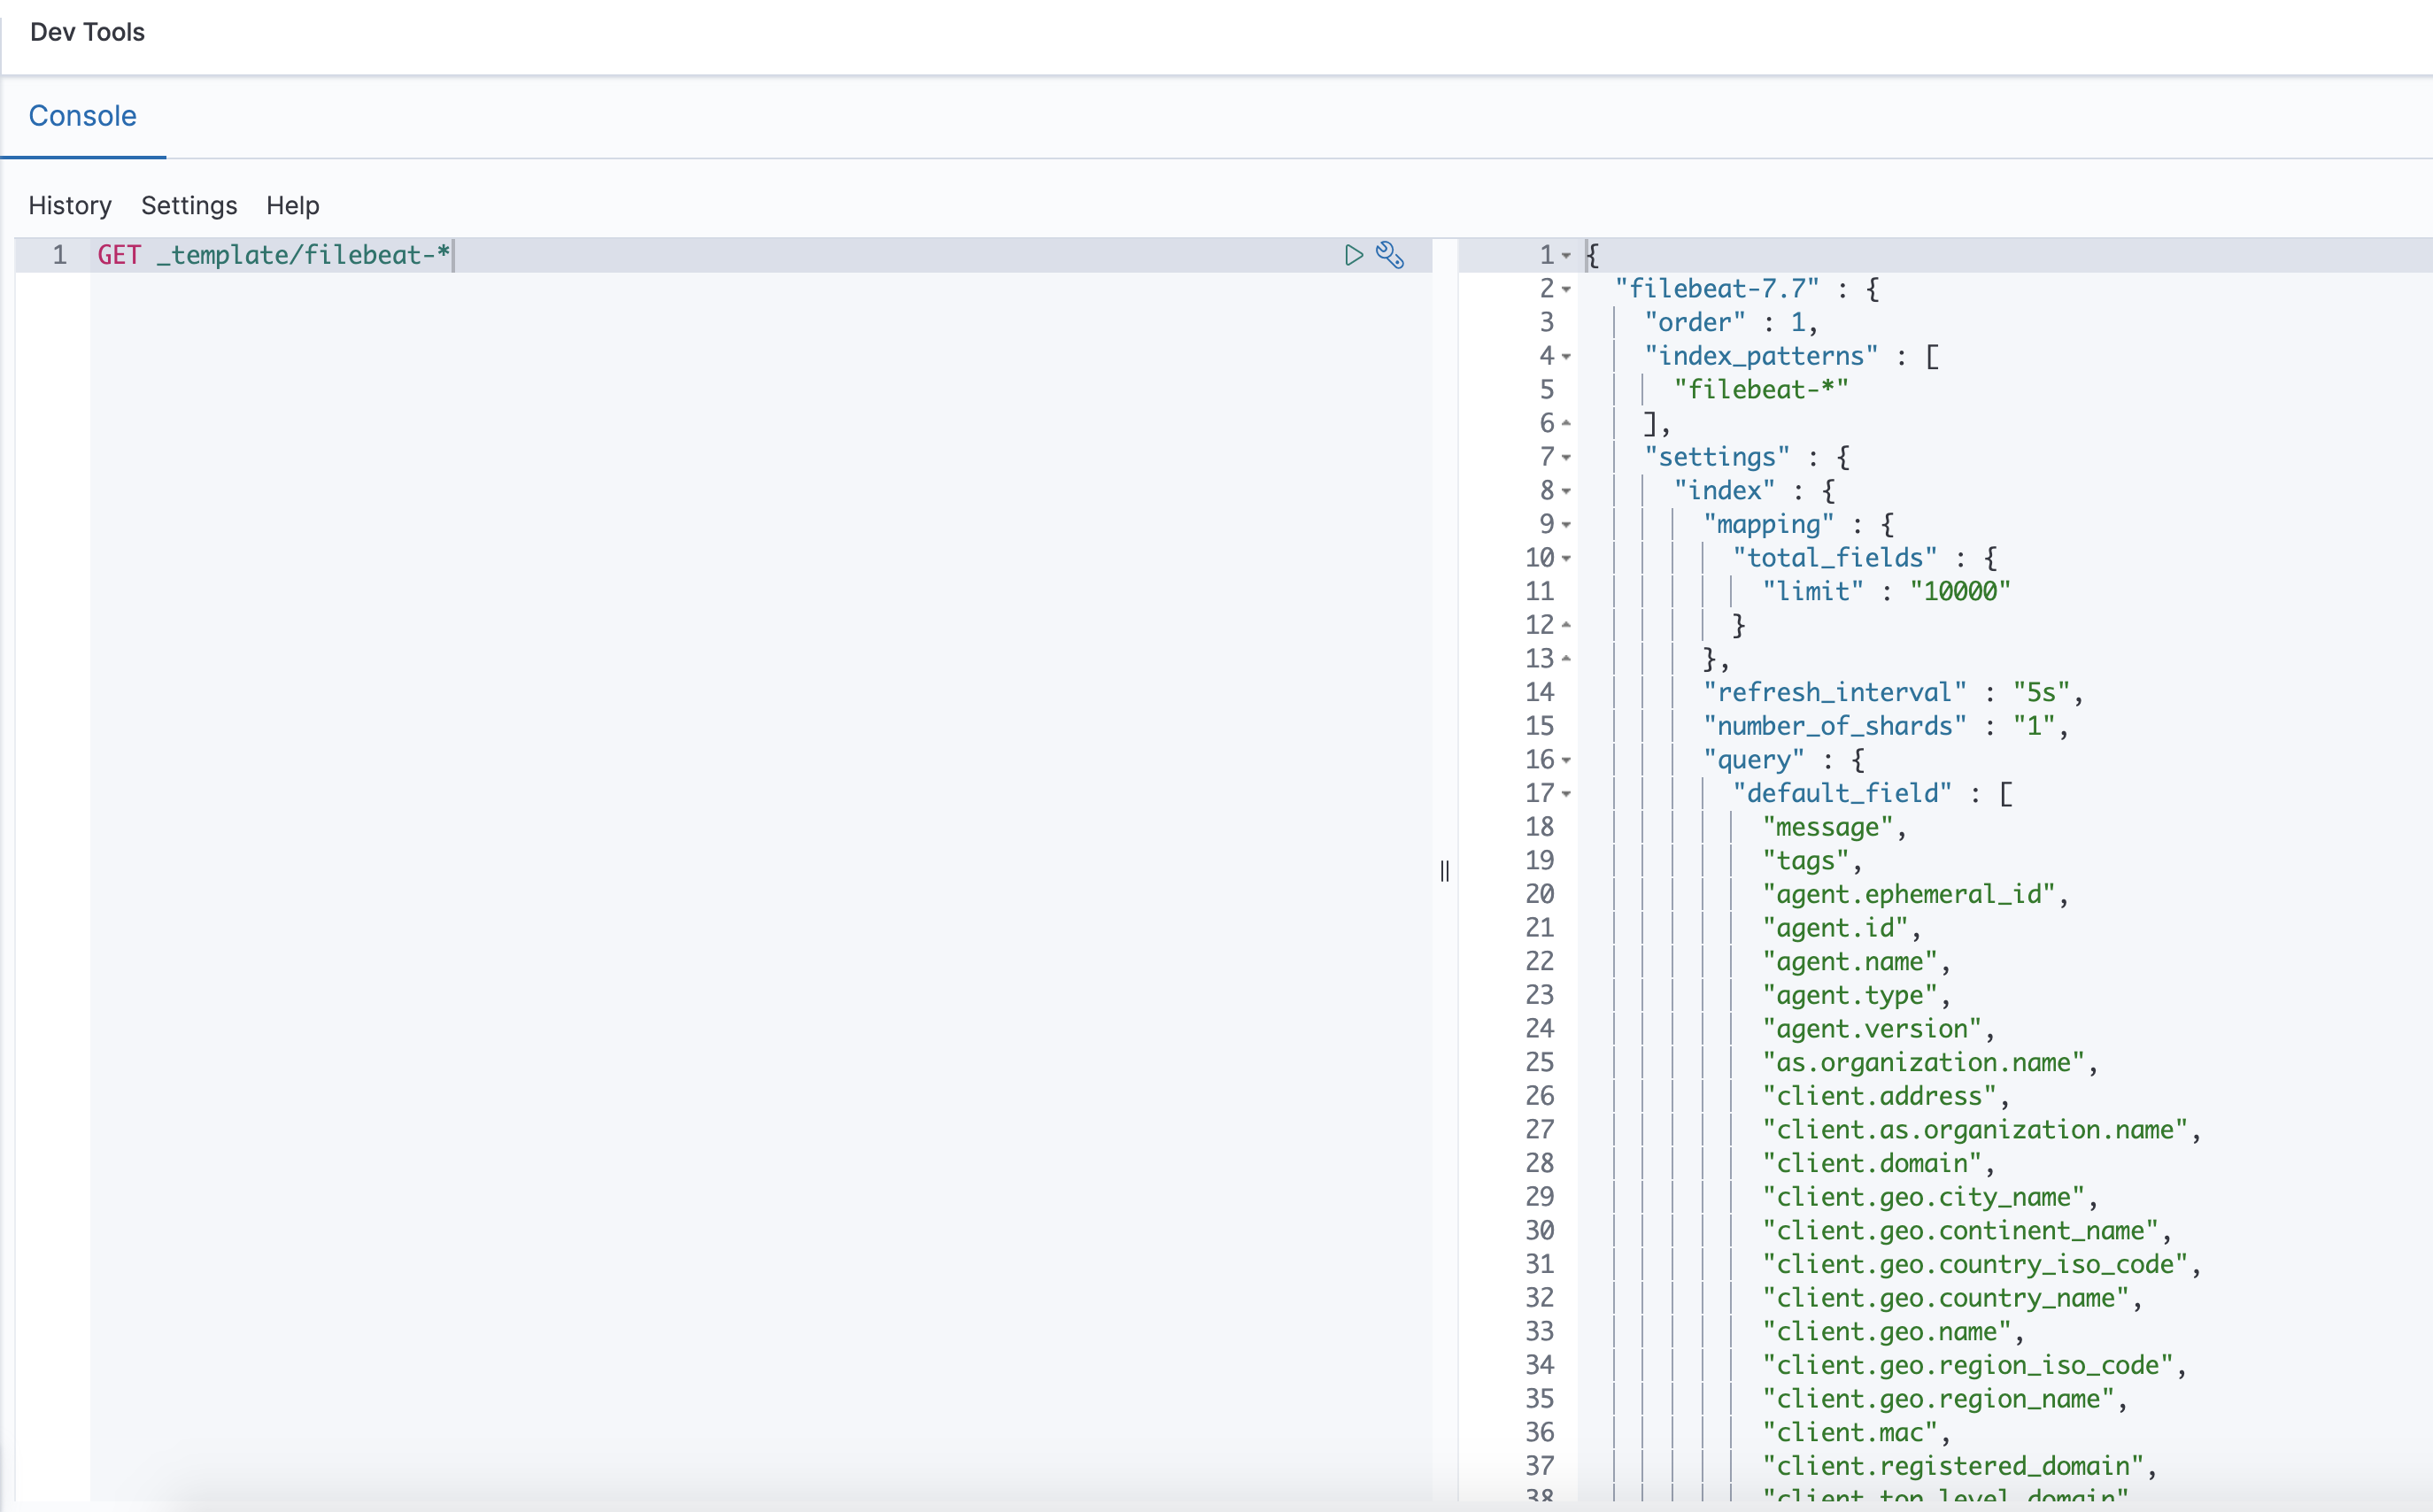 Dev Tools
Console
History Settings Help
1 GET _template/filebeat-*
1 {
2 "filebeat-7.7" : {
3 "order" : 1,
4 "index_patterns" : [
5 "filebeat-*"
6 ],
7 "settings" : {
8 "index" : {
9 "mapping" : {
10 "total_fields" : {
11 "limit" : "10000"
12 }
13 },
14 "refresh_interval" : "5s",
15 "number_of_shards" : "1",
16 "query" : {
17 "default_field" : [
18 "message",
19 "tags",
20 "agent.ephemeral_id",
21 "agent.id",
22 "agent.name",
23 "agent.type",
24 "agent.version",
25 "as.organization.name",
26 "client.address",
27 "client.as.organization.name",
28 "client.domain",
29 "client.geo.city_name",
30 "client.geo.continent_name",
31 "client.geo.country_iso_code",
32 "client.geo.country_name",
33 "client.geo.name",
34 "client.geo.region_iso_code",
35 "client.geo.region_name",
36 "client.mac",
37 "client.registered_domain",
38 "client.top_level_domain"